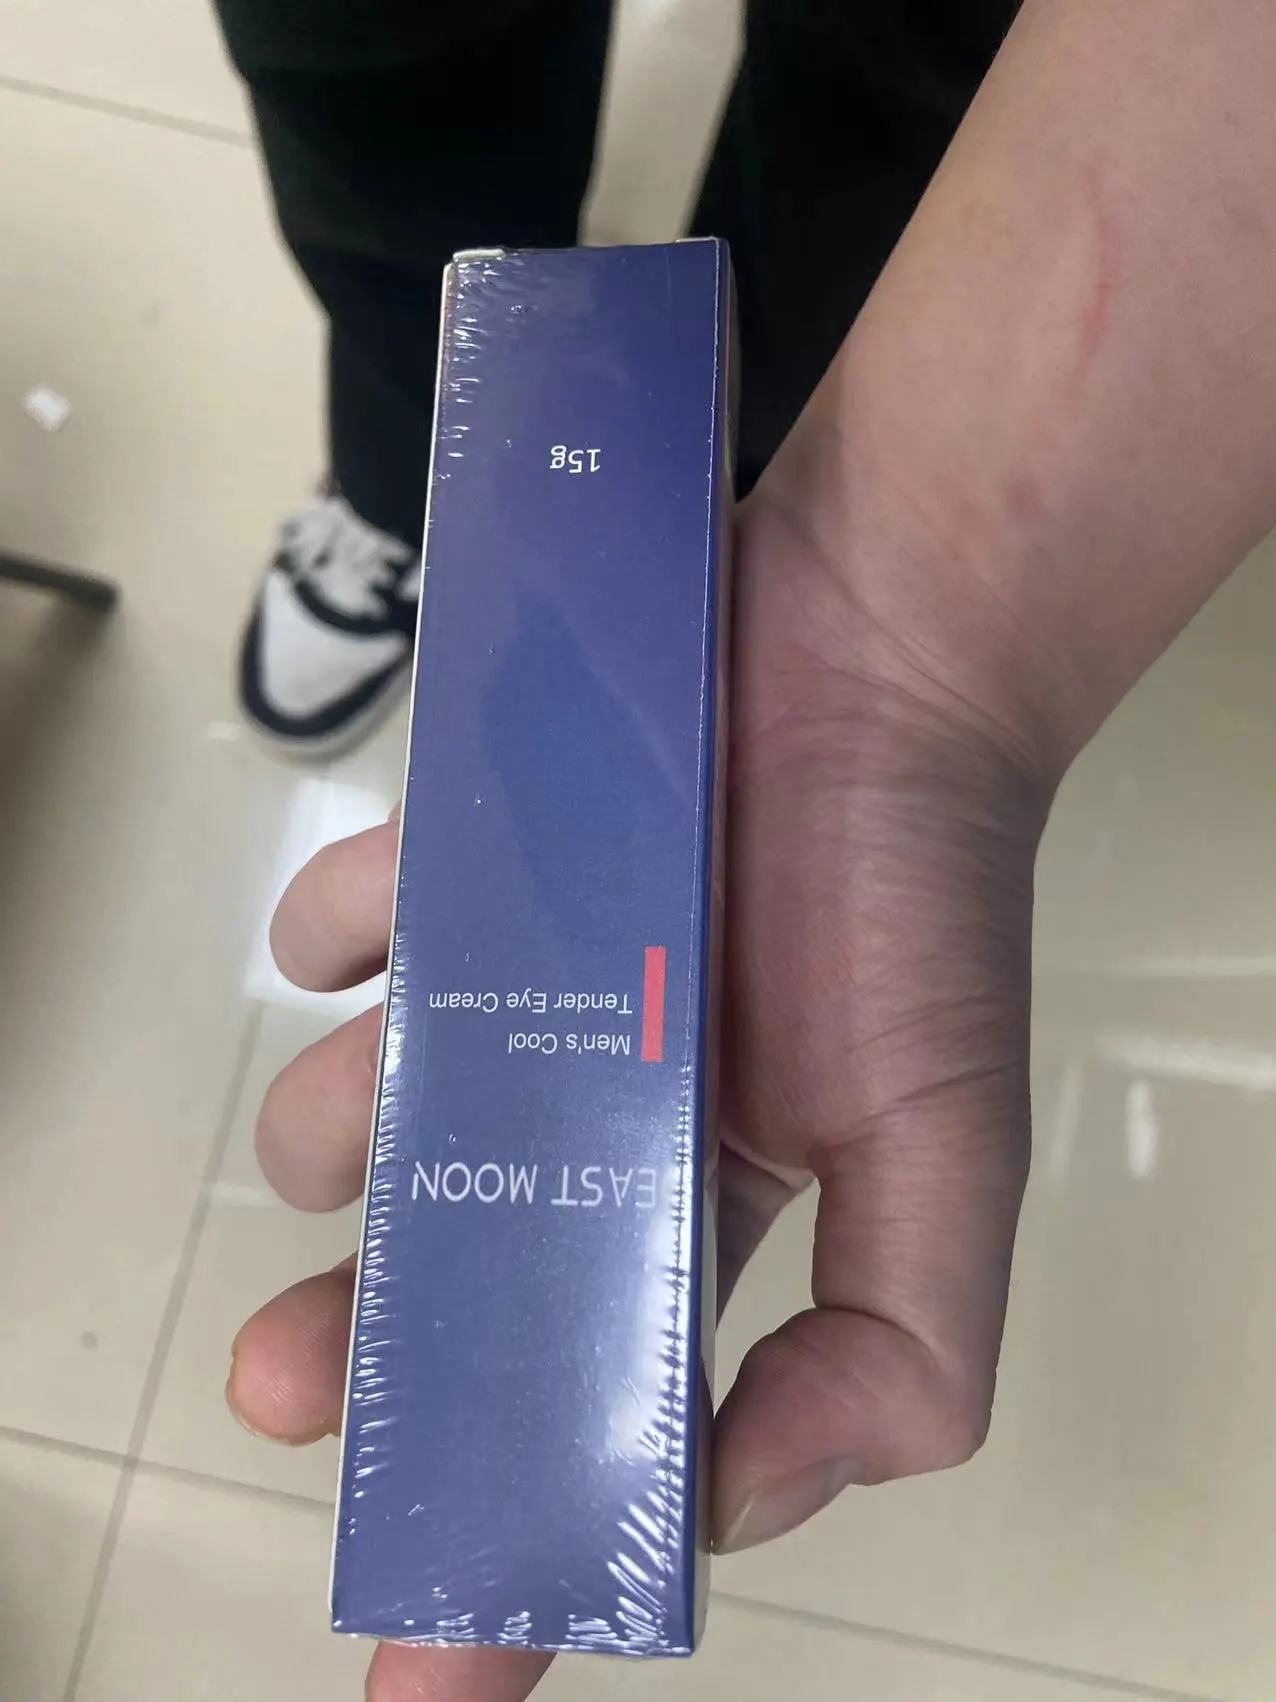 EAST MOON
Men's Cool
Tender Eye Cream
15g